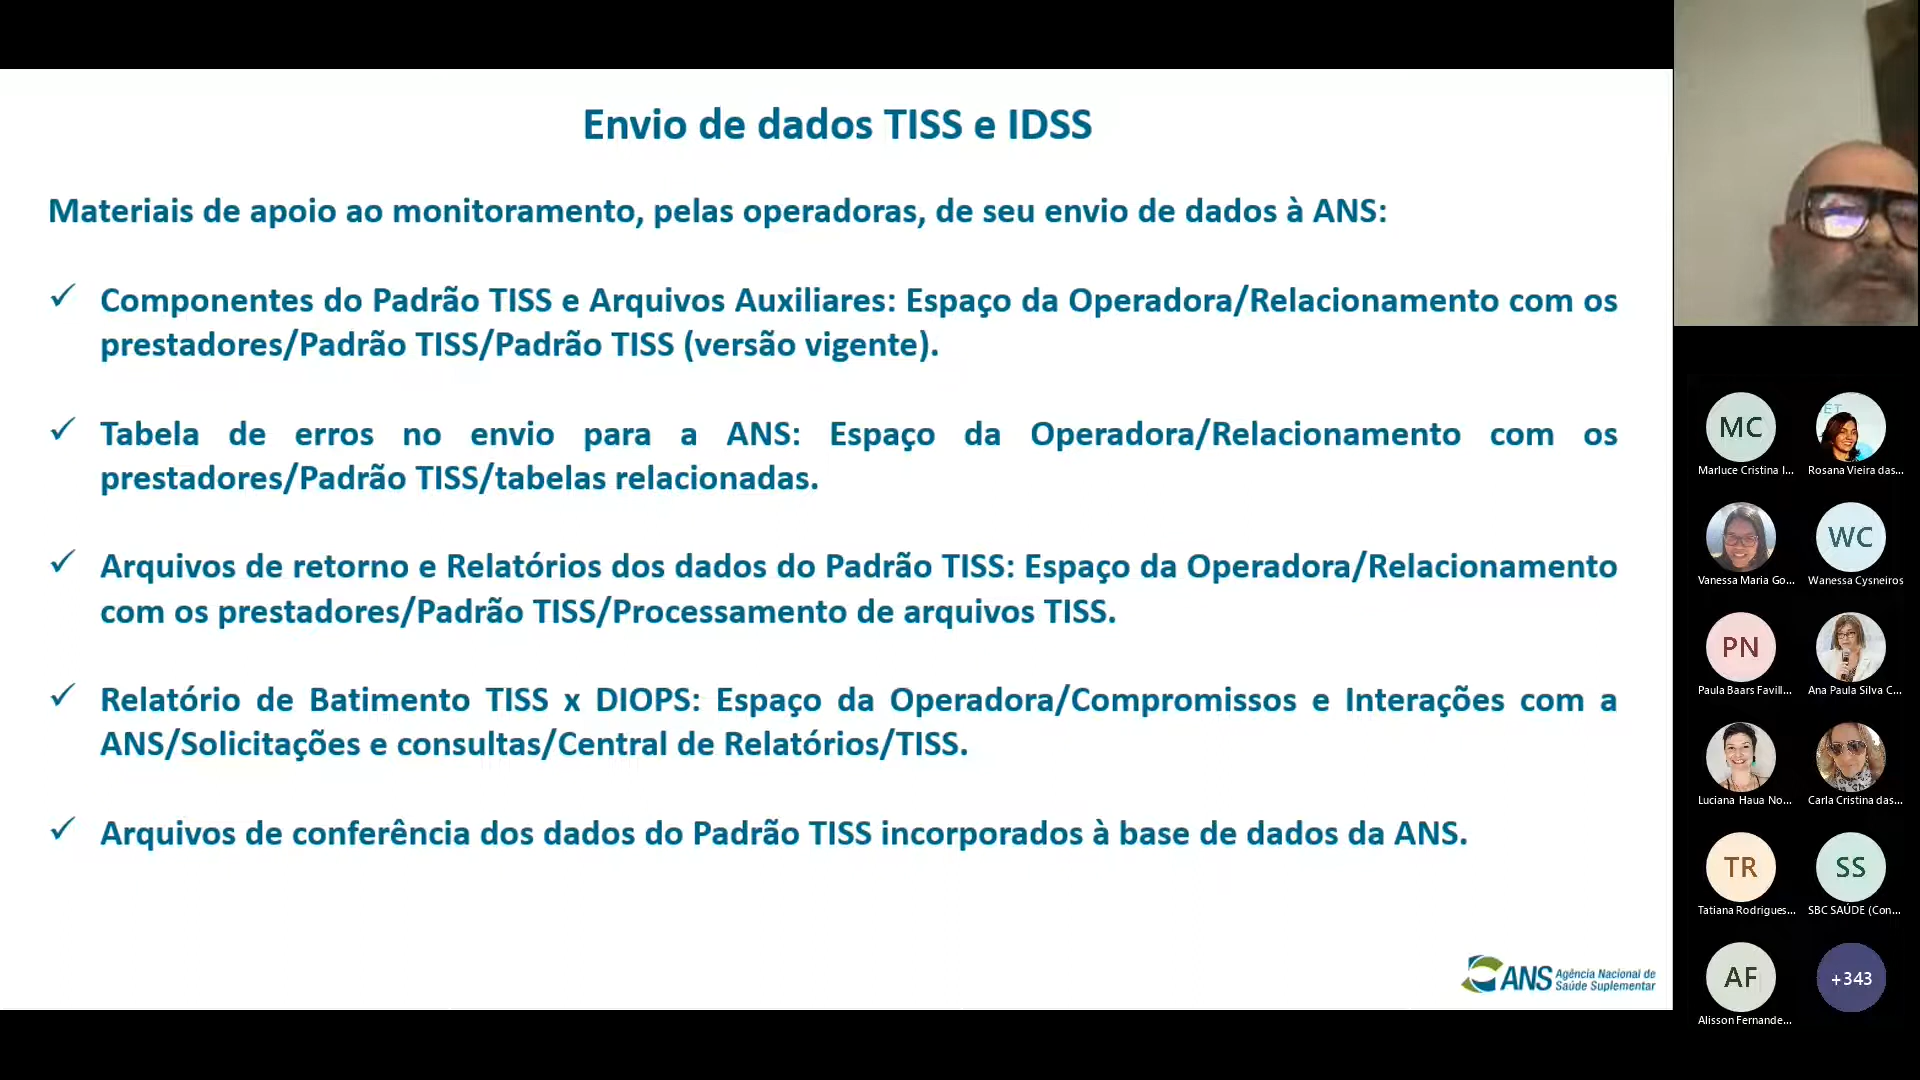 Envio de dados TISS e IDSS
Materiais de apoio ao monitoramento, pelas operadoras, de seu envio de dados à ANS:
✓ Componentes do Padrão TISS e Arquivos Auxiliares: Espaço da Operadora/Relacionamento com os
prestadores/Padrão TISS/Padrão TISS (versão vigente).
✓ Tabela de erros no envio para a ANS: Espaço da Operadora/Relacionamento com os
prestadores/Padrão TISS/tabelas relacionadas.
✓ Arquivos de retorno e Relatórios dos dados do Padrão TISS: Espaço da Operadora/Relacionamento
com os prestadores/Padrão TISS/Processamento de arquivos TISS.
✓ Relatório de Batimento TISS x DIOPS: Espaço da Operadora/Compromissos e Interações com a
ANS/Solicitações e consultas/Central de Relatórios/TISS.
✓ Arquivos de conferência dos dados do Padrão TISS incorporados à base de dados da ANS.
ANS Agência Nacional de
Saúde Suplementar
MC
Marluce Cristina I...
Rosana Vieira das...
Vanessa Maria Go...
WC
Wanessa Cysneiros
PN
Paula Baars Favill...
Ana Paula Silva C...
Luciana Haua No...
Carla Cristina das...
TR
Tatiana Rodrigues...
SS
SBC SAÚDE (Con...
AF
Alisson Fernande...
+343